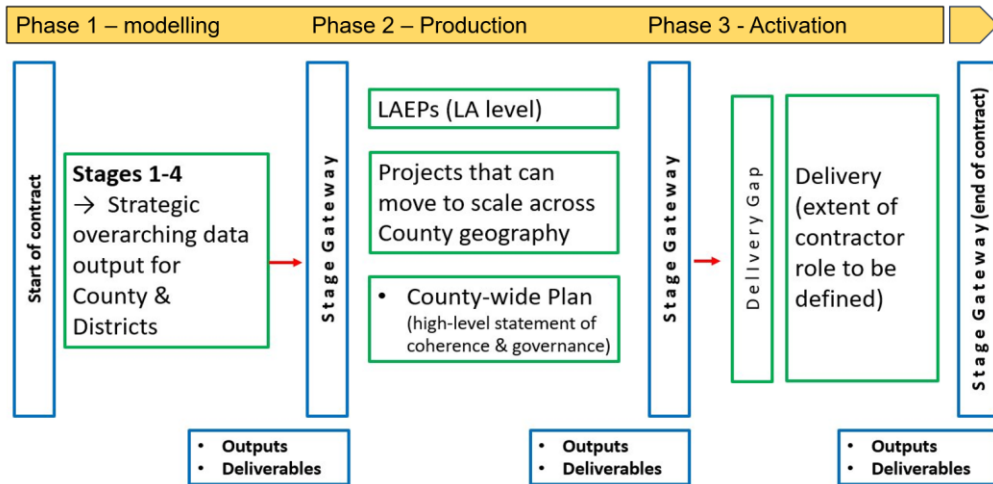 Phase 1 – modelling
Phase 2 – Production
Phase 3 - Activation
Start of contract
Stages 1-4
→ Strategic
overarching data
output for
County &
Districts
Stage Gateway
LAEPs (LA level)
Projects that can
move to scale across
County geography
• County-wide Plan
(high-level statement of
coherence & governance)
Stage Gateway
Delivery Gap
Delivery
(extent of
contractor
role to be
defined)
Stage Gateway (end of contract)
• Outputs
• Deliverables
• Outputs
• Deliverables
• Outputs
• Deliverables